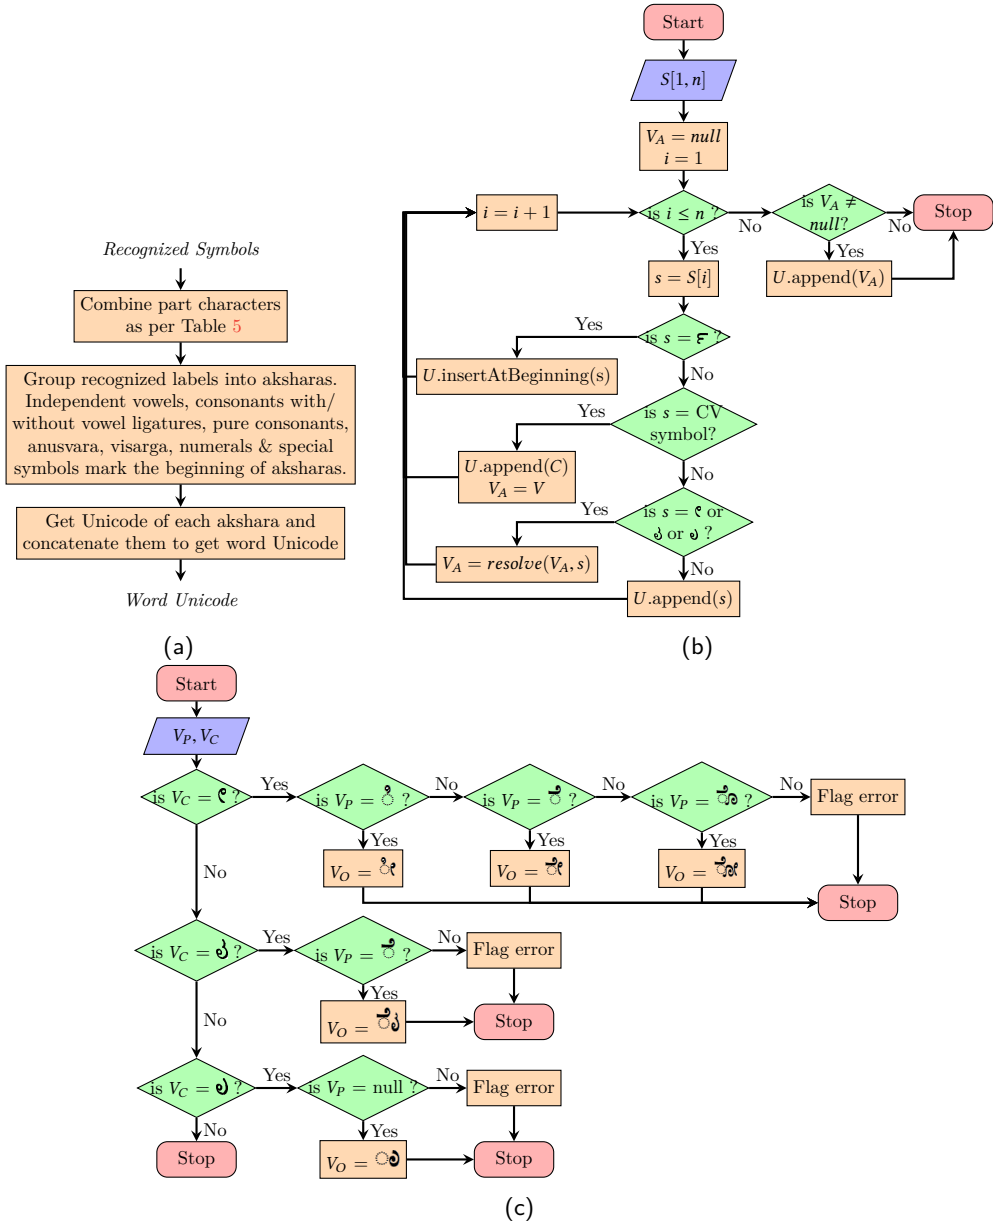 Start
S[1, n]
V_A = null
i = 1
i = i + 1
is i ≤ n ?
No
is V_A ≠
null?
No
Stop
Yes
Yes
U.append(V_A)
s = S[i]
is s = ?
Yes
No
U.insertAtBeginning(s)
is s = CV
symbol?
Yes
No
U.append(C)
V_A = V
is s = ೕ or
ೖ or ೃ ?
Yes
No
V_A = resolve(V_A, s)
U.append(s)
(b)
Recognized Symbols
Combine part characters
as per Table 5
Group recognized labels into aksharas.
Independent vowels, consonants with/
without vowel ligatures, pure consonants,
anusvara, visarga, numerals & special
symbols mark the beginning of aksharas.
Get Unicode of each akshara and
concatenate them to get word Unicode
Word Unicode
(a)
Start
V_P, V_C
is V_C = ೕ ?
Yes
is V_P = ಿ ?
No
is V_P = ೆ ?
No
is V_P = ೊ ?
No
Flag error
Yes
Yes
Yes
No
V_O = ೀ
V_O = ೇ
V_O = ೋ
Stop
is V_C = ೖ ?
Yes
is V_P = ೆ ?
No
Flag error
Yes
No
V_O = ೈ
Stop
is V_C = ೃ ?
Yes
is V_P = null ?
No
Flag error
No
Yes
Stop
V_O = ೃ
Stop
(c)